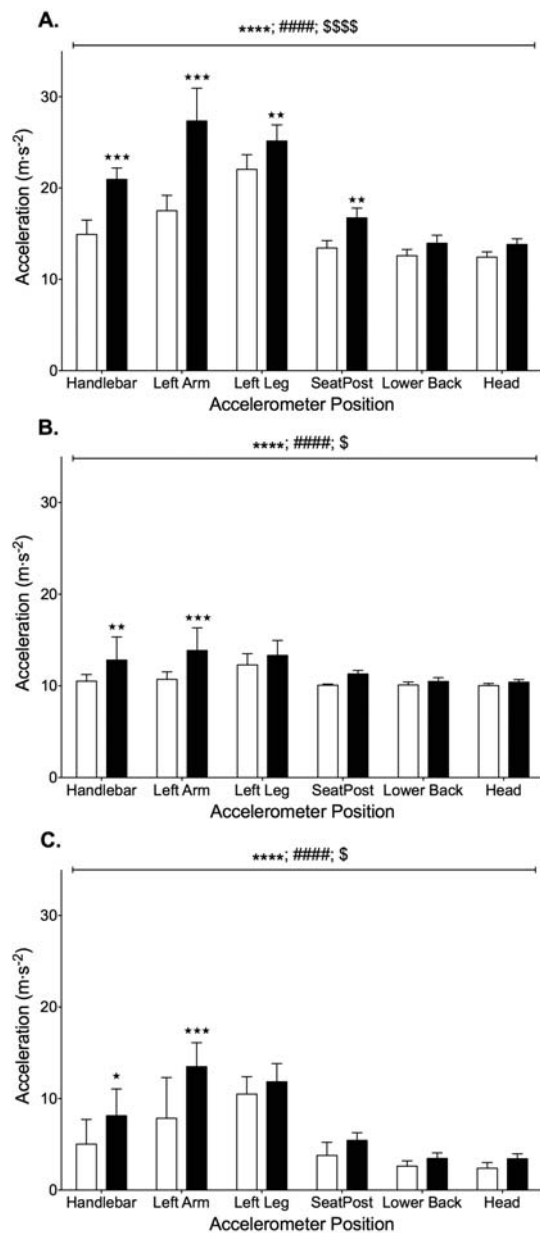 A.
****; ####; $$$$
30
20
10
0
Acceleration (m·s⁻²)
★★★
★★★
★★
★★
Handlebar Left Arm Left Leg SeatPost Lower Back Head
Accelerometer Position
B.
****; ####; $
30
20
10
0
Acceleration (m·s⁻²)
★★
★★★
Handlebar Left Arm Left Leg SeatPost Lower Back Head
Accelerometer Position
C.
****; ####; $
30
20
10
0
Acceleration (m·s⁻²)
★
★★★
Handlebar Left Arm Left Leg SeatPost Lower Back Head
Accelerometer Position